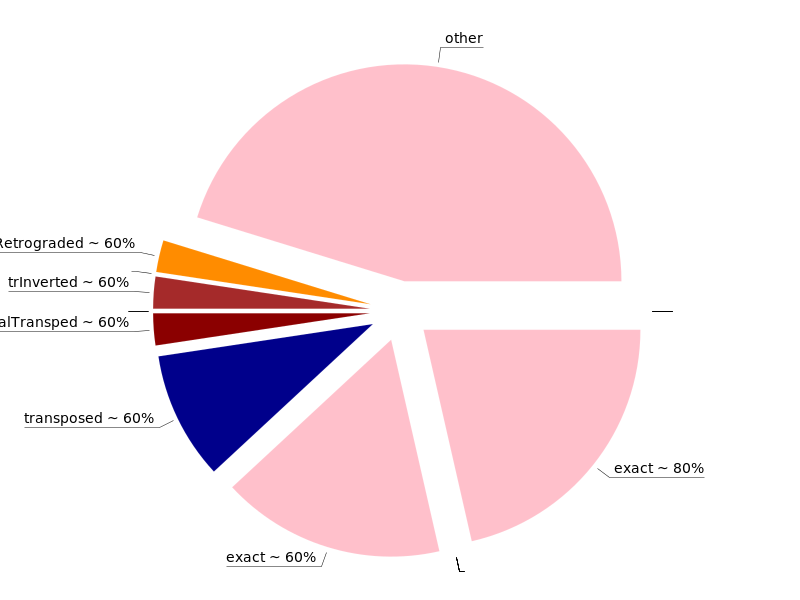 other
Retrograded ~ 60%
trInverted ~ 60%
alTransped ~ 60%
transposed ~ 60%
exact ~ 80%
exact ~ 60%